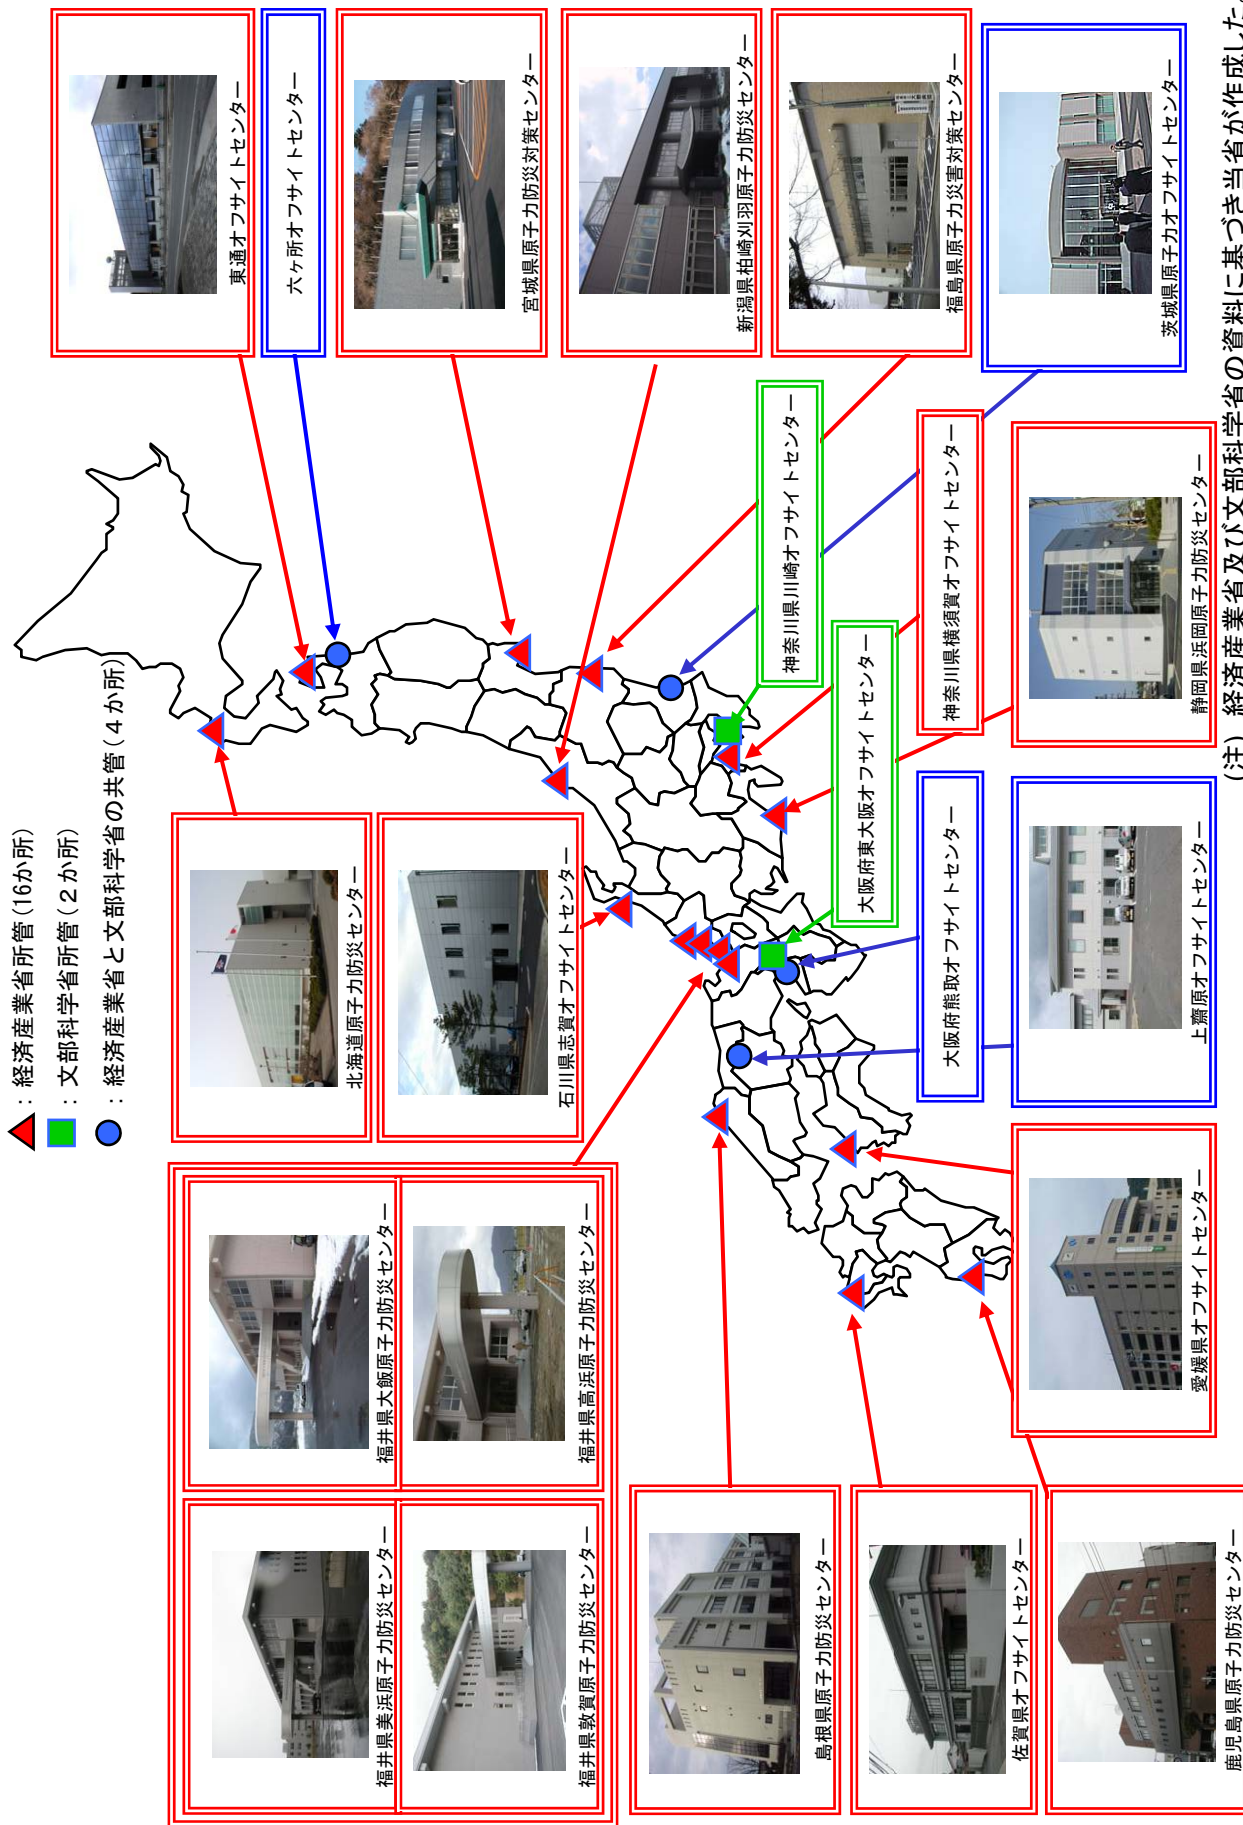 ：経済産業省所管（16か所）
：文部科学省所管（２か所）
：経済産業省と文部科学省の共管（４か所）
福井県美浜原子力防災センター
福井県大飯原子力防災センター
福井県敦賀原子力防災センター
福井県高浜原子力防災センター
北海道原子力防災センター
石川県志賀オフサイトセンター
東通オフサイトセンター
六ヶ所オフサイトセンター
宮城県原子力防災対策センター
新潟県柏崎刈羽原子力防災センター
福島県原子力災害対策センター
茨城県原子力オフサイトセンター
神奈川県川崎オフサイトセンター
大阪府東大阪オフサイトセンター
神奈川県横須賀オフサイトセンター
大阪府熊取オフサイトセンター
静岡県浜岡原子力防災センター
上齋原オフサイトセンター
島根県原子力防災センター
佐賀県オフサイトセンター
愛媛県オフサイトセンター
鹿児島県原子力防災センター
（注） 経済産業省及び文部科学省の資料に基づき当省が作成した